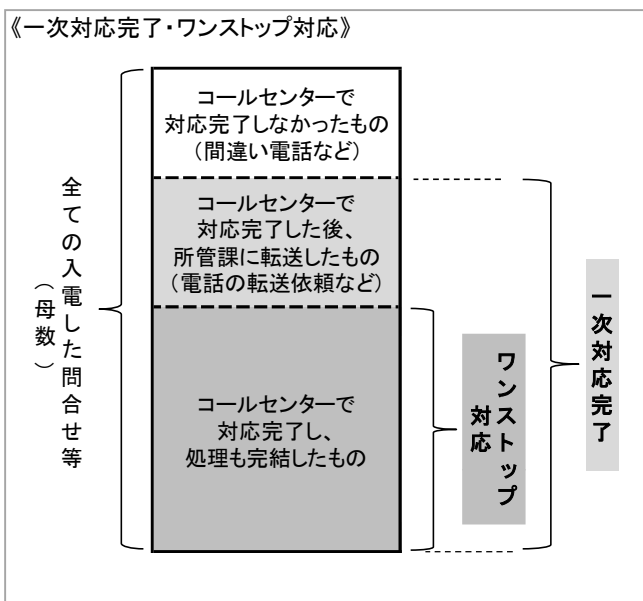 《一次対応完了・ワンストップ対応》
コールセンターで
対応完了しなかったもの
（間違い電話など）
コールセンターで
対応完了した後、
所管課に転送したもの
（電話の転送依頼など）
コールセンターで
対応完了し、
処理も完結したもの
全ての入電した問合せ等
（母数）
ワンストップ
対応
一次対応完了